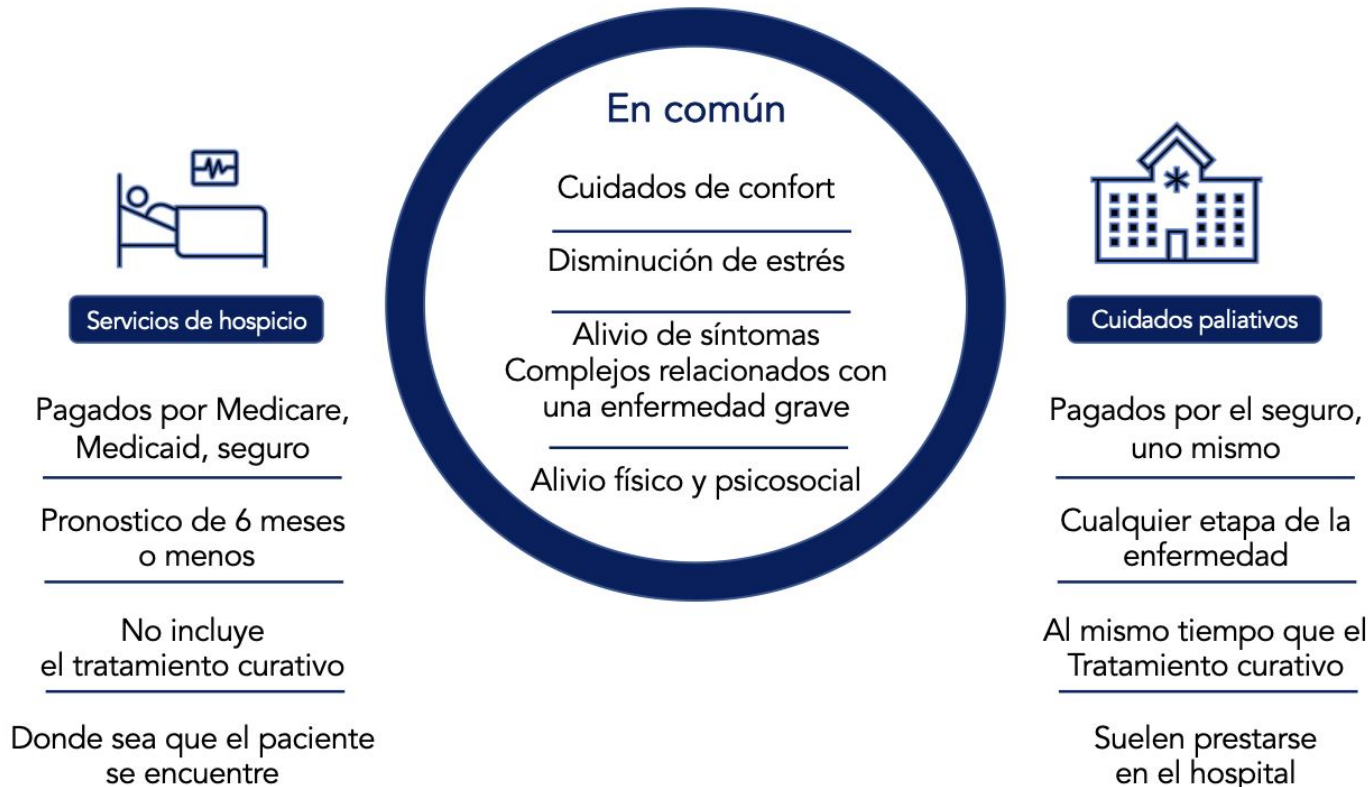 En común
Cuidados de confort
Disminución de estrés
Alivio de síntomas
Complejos relacionados con
una enfermedad grave
Alivio físico y psicosocial
Servicios de hospicio
Pagados por Medicare,
Medicaid, seguro
Pronostico de 6 meses
o menos
No incluye
el tratamiento curativo
Donde sea que el paciente
se encuentre
Cuidados paliativos
Pagados por el seguro,
uno mismo
Cualquier etapa de la
enfermedad
Al mismo tiempo que el
Tratamiento curativo
Suelen prestarse
en el hospital